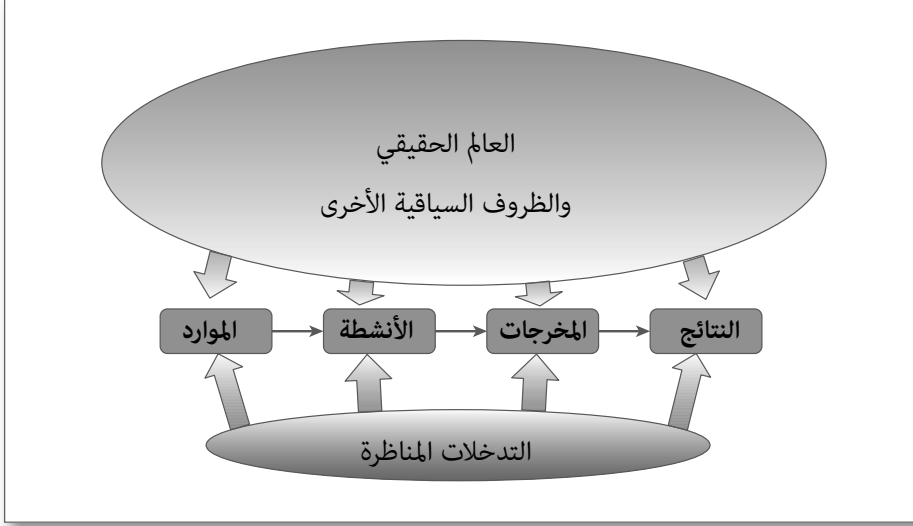 العالم الحقيقي
والظروف السياقية الأخرى
الموارد
الأنشطة
المخرجات
النتائج
التدخلات المناظرة